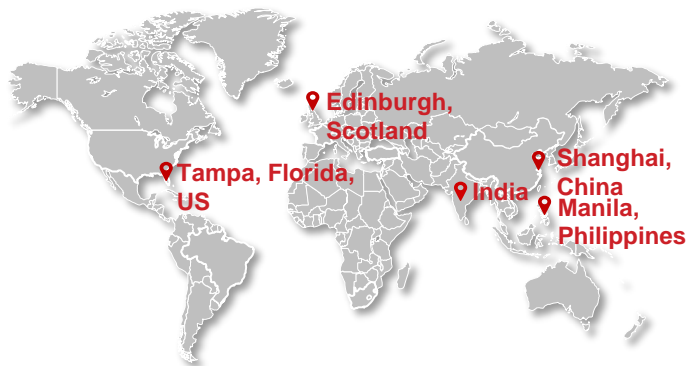 Edinburgh,
Scotland
Tampa, Florida,
US
India
Shanghai,
China
Manila,
Philippines